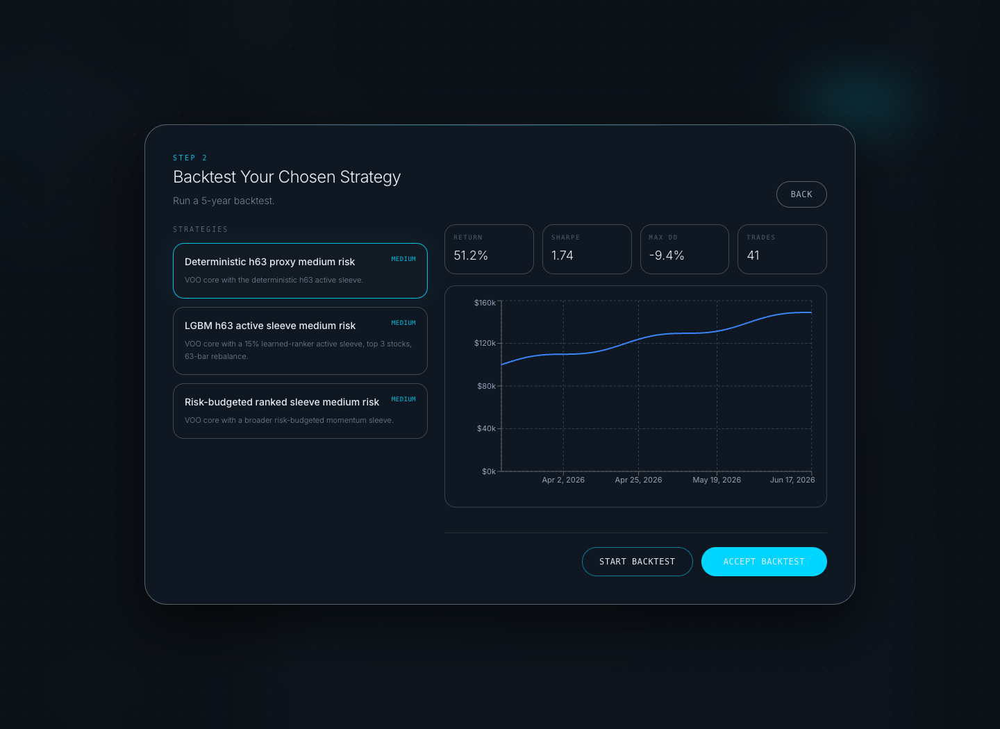 STEP 2
Backtest Your Chosen Strategy
Run a 5-year backtest.
BACK
STRATEGIES
Deterministic h63 proxy medium risk
MEDIUM
VOO core with the deterministic h63 active sleeve.
LGBM h63 active sleeve medium risk
MEDIUM
VOO core with a 15% learned-ranker active sleeve, top 3 stocks,
63-bar rebalance.
Risk-budgeted ranked sleeve medium risk
MEDIUM
VOO core with a broader risk-budgeted momentum sleeve.
RETURN
51.2%
SHARPE
1.74
MAX DD
-9.4%
TRADES
41
$160k
$120k
$80k
$40k
$0k
Apr 2, 2026
Apr 25, 2026
May 19, 2026
Jun 17, 2026
START BACKTEST
ACCEPT BACKTEST